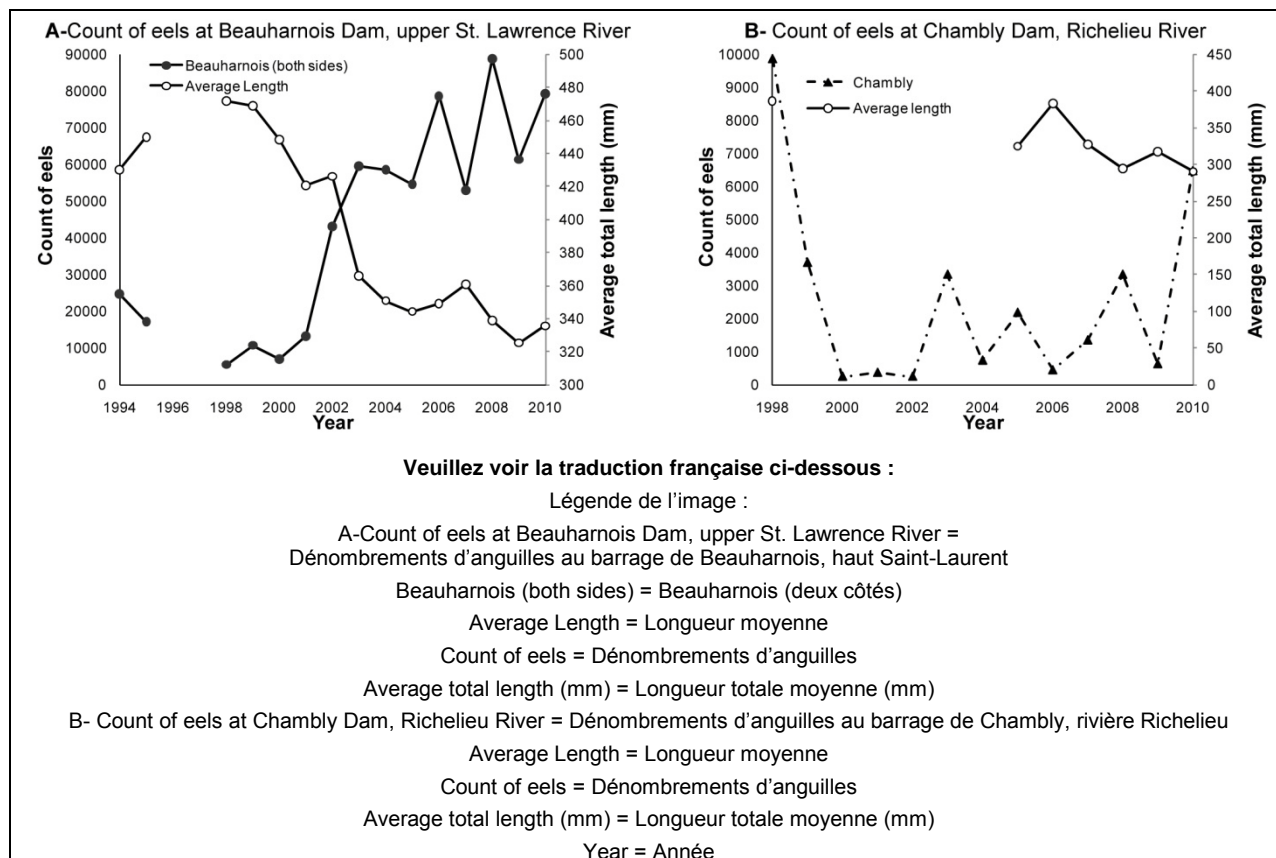 A-Count of eels at Beauharnois Dam, upper St. Lawrence River
Beauharnois (both sides)
Average Length
Count of eels
90000
80000
70000
60000
50000
40000
30000
20000
10000
0
500
480
460
440
420
400
380
360
340
320
300
Average total length (mm)
1994 1996 1998 2000 2002 2004 2006 2008 2010
Year
B- Count of eels at Chambly Dam, Richelieu River
Chambly
Average length
Count of eels
10000
9000
8000
7000
6000
5000
4000
3000
2000
1000
0
450
400
350
300
250
200
150
100
50
0
Average total length (mm)
1998 2000 2002 2004 2006 2008 2010
Year
Veuillez voir la traduction française ci-dessous :
Légende de l'image :
A-Count of eels at Beauharnois Dam, upper St. Lawrence River =
Dénombrements d'anguilles au barrage de Beauharnois, haut Saint-Laurent
Beauharnois (both sides) = Beauharnois (deux côtés)
Average Length = Longueur moyenne
Count of eels = Dénombrements d'anguilles
Average total length (mm) = Longueur totale moyenne (mm)
B- Count of eels at Chambly Dam, Richelieu River = Dénombrements d'anguilles au barrage de Chambly, rivière Richelieu
Average Length = Longueur moyenne
Count of eels = Dénombrements d'anguilles
Average total length (mm) = Longueur totale moyenne (mm)
Year = Année